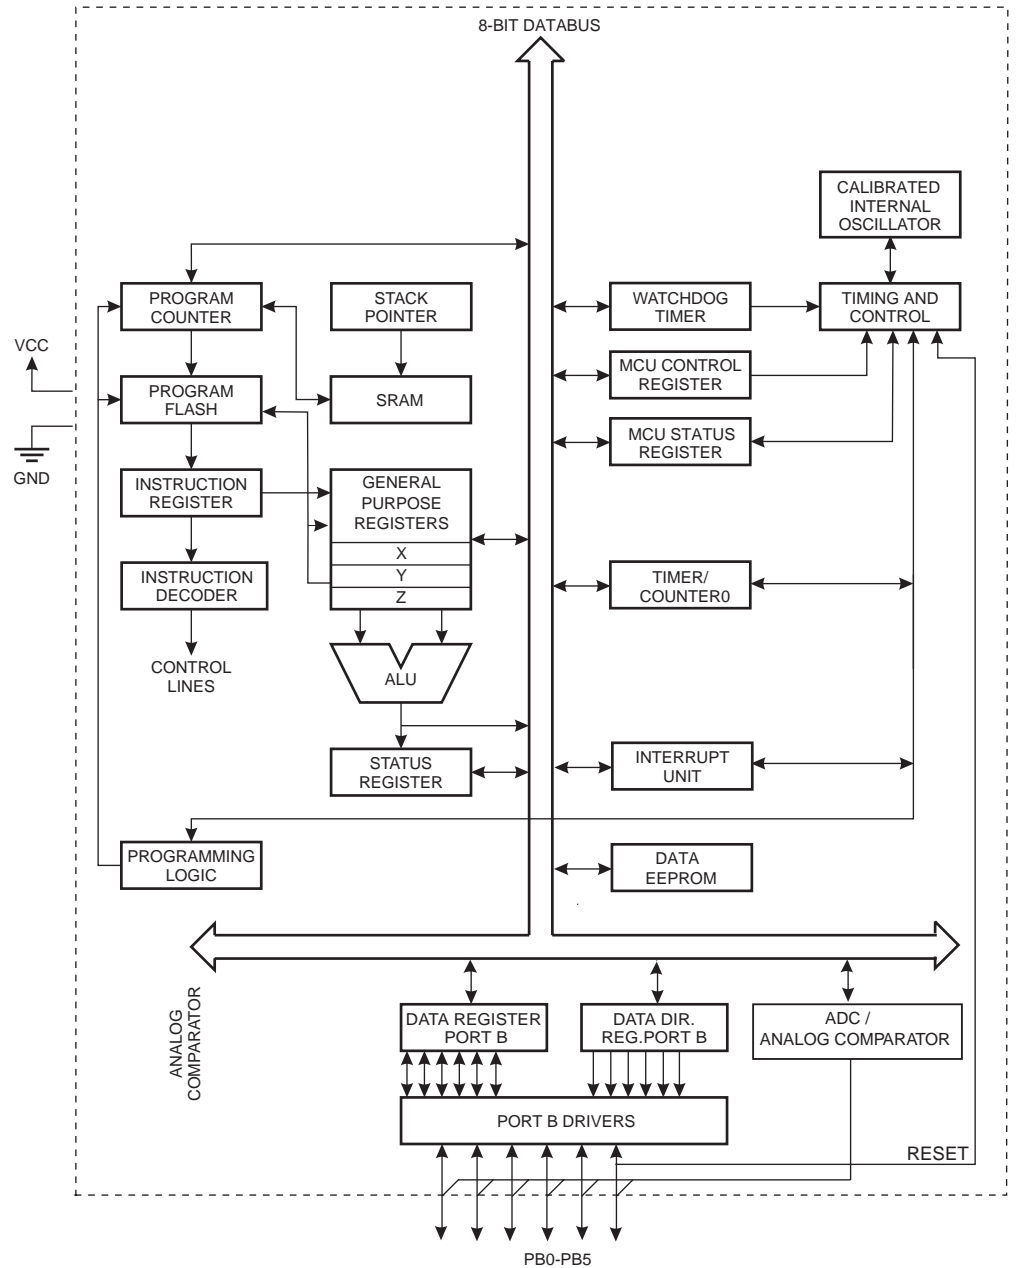 8-BIT DATABUS
CALIBRATED
INTERNAL
OSCILLATOR
PROGRAM
COUNTER
STACK
POINTER
WATCHDOG
TIMER
TIMING AND
CONTROL
VCC
PROGRAM
FLASH
SRAM
MCU CONTROL
REGISTER
MCU STATUS
REGISTER
GND
INSTRUCTION
REGISTER
GENERAL
PURPOSE
REGISTERS
X
Y
Z
INSTRUCTION
DECODER
TIMER/
COUNTER0
CONTROL
LINES
ALU
STATUS
REGISTER
INTERRUPT
UNIT
PROGRAMMING
LOGIC
DATA
EEPROM
ANALOG
COMPARATOR
DATA REGISTER
PORT B
DATA DIR.
REG.PORT B
ADC /
ANALOG COMPARATOR
PORT B DRIVERS
RESET
PB0-PB5